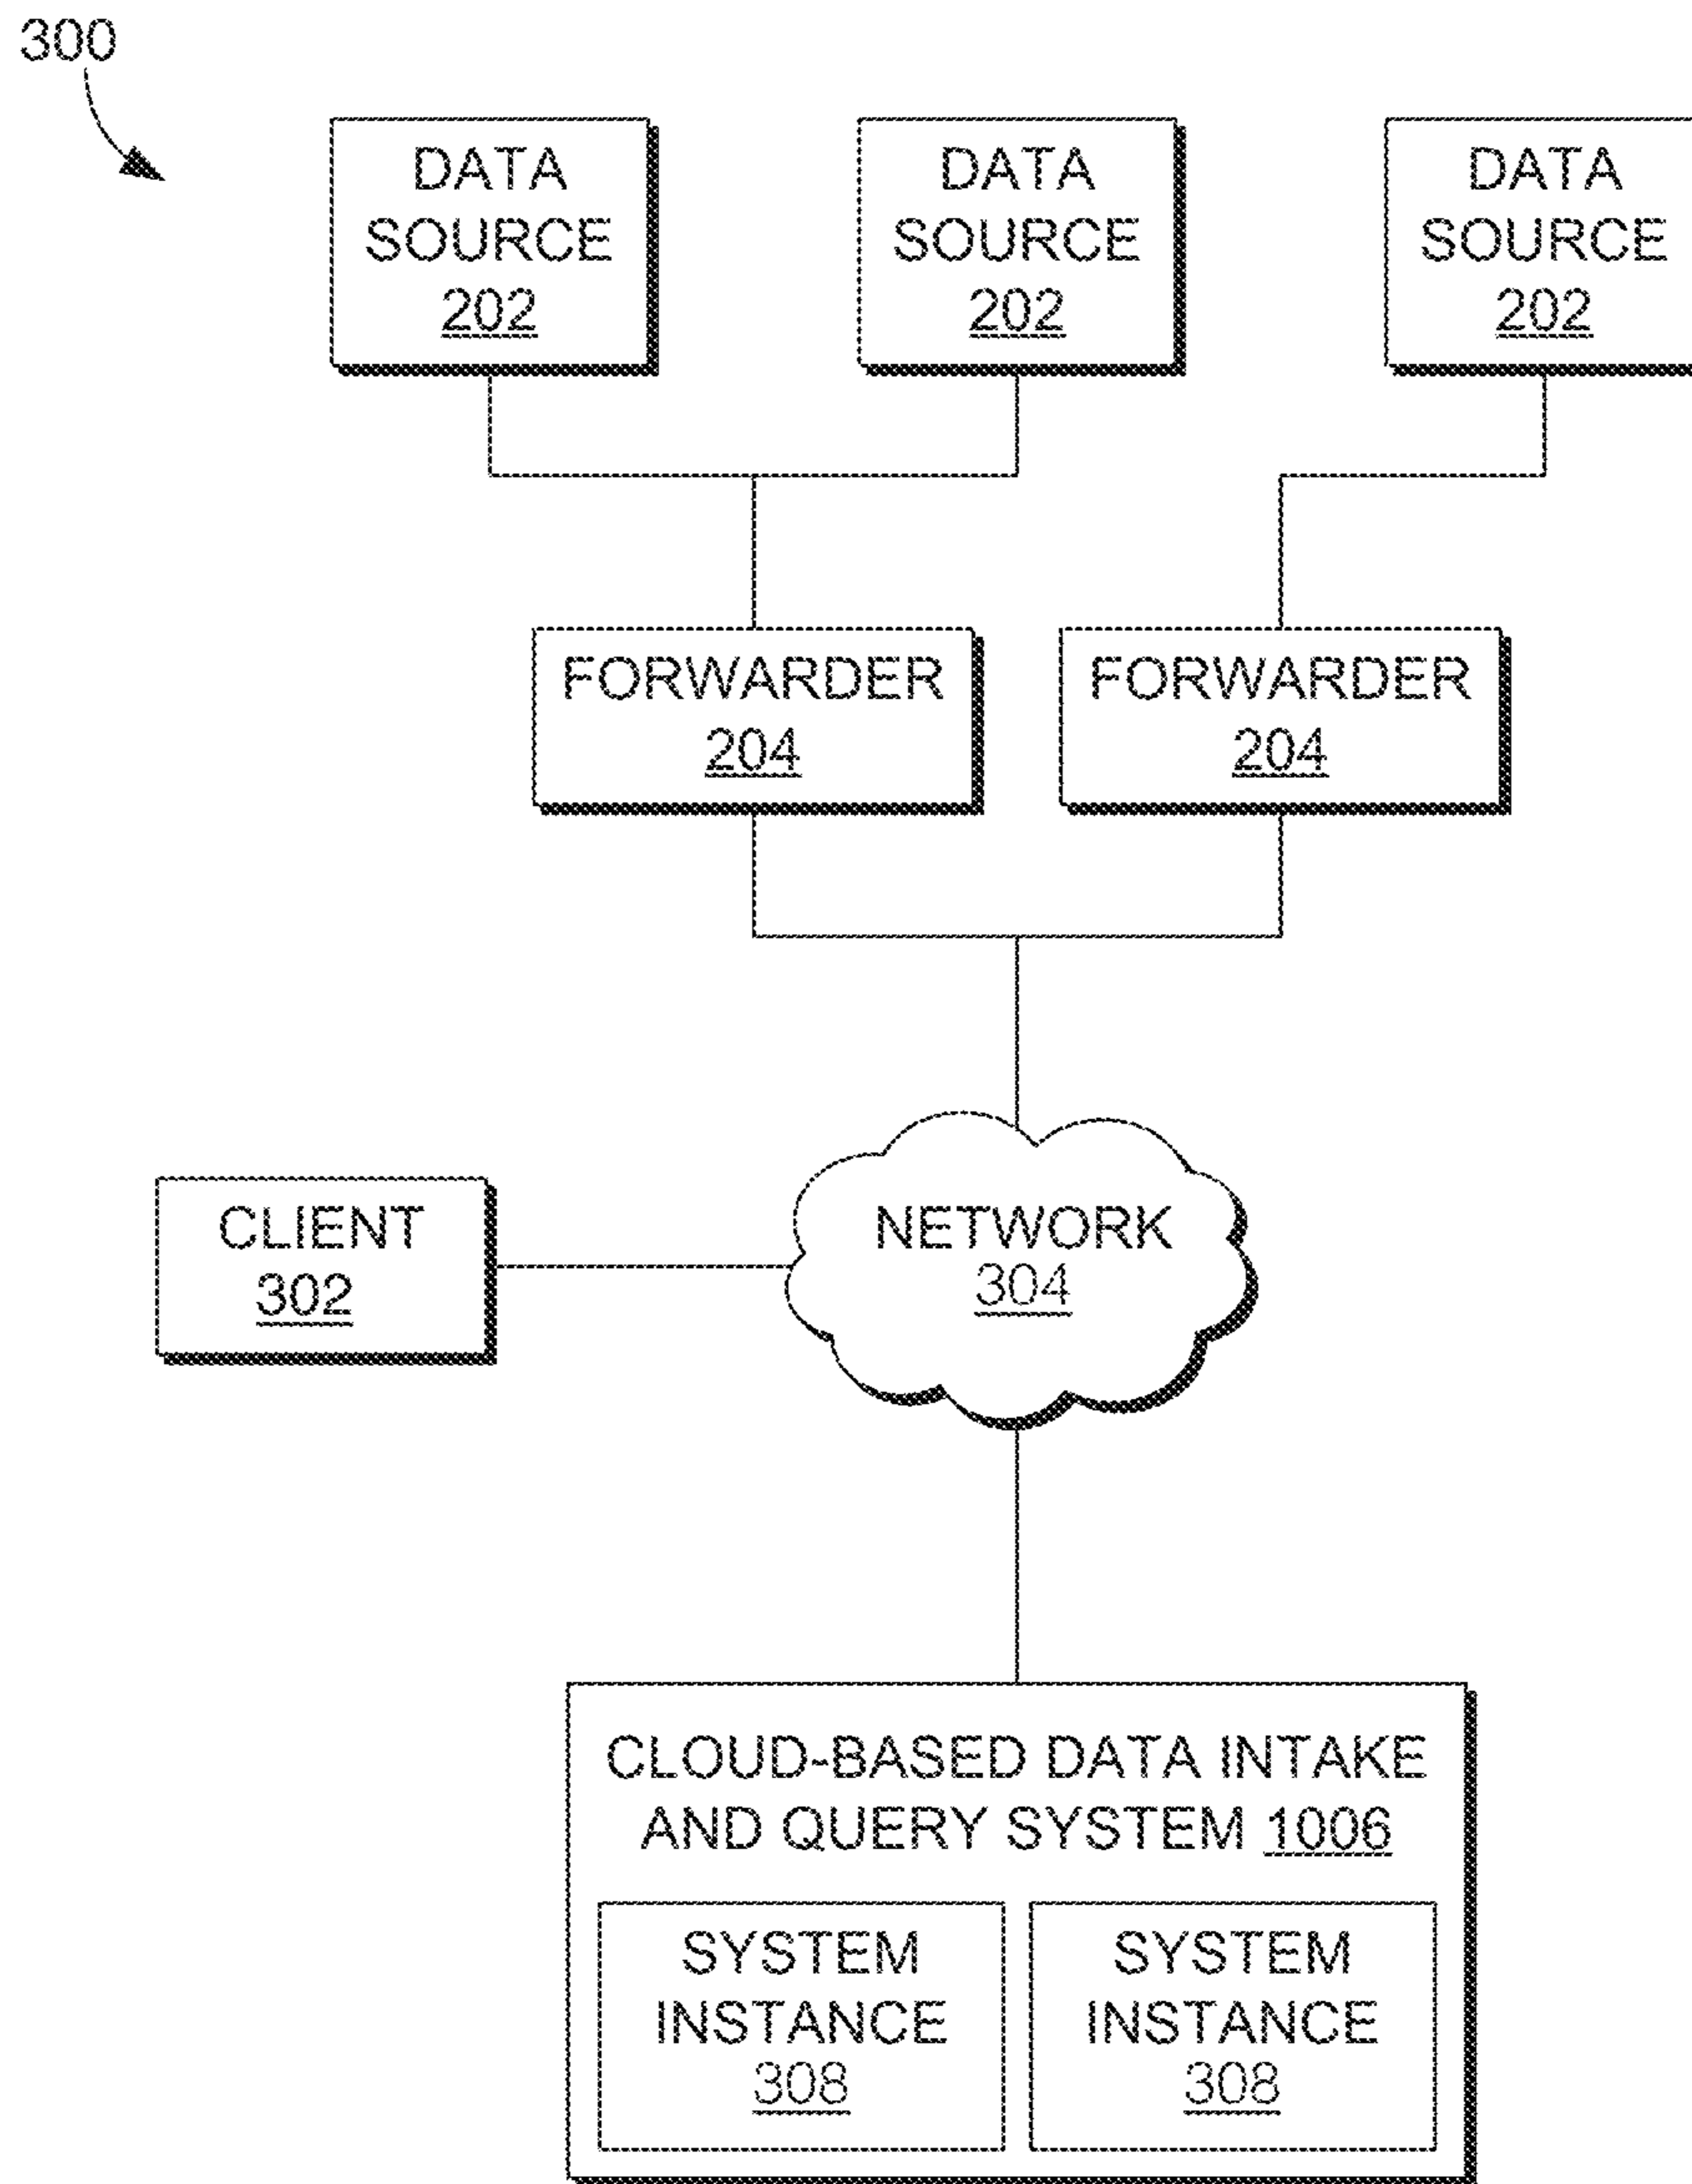 300
DATA
SOURCE
202
DATA
SOURCE
202
DATA
SOURCE
202
FORWARDER
204
FORWARDER
204
CLIENT
302
NETWORK
304
CLOUD-BASED DATA INTAKE
AND QUERY SYSTEM 1006
SYSTEM
INSTANCE
308
SYSTEM
INSTANCE
308